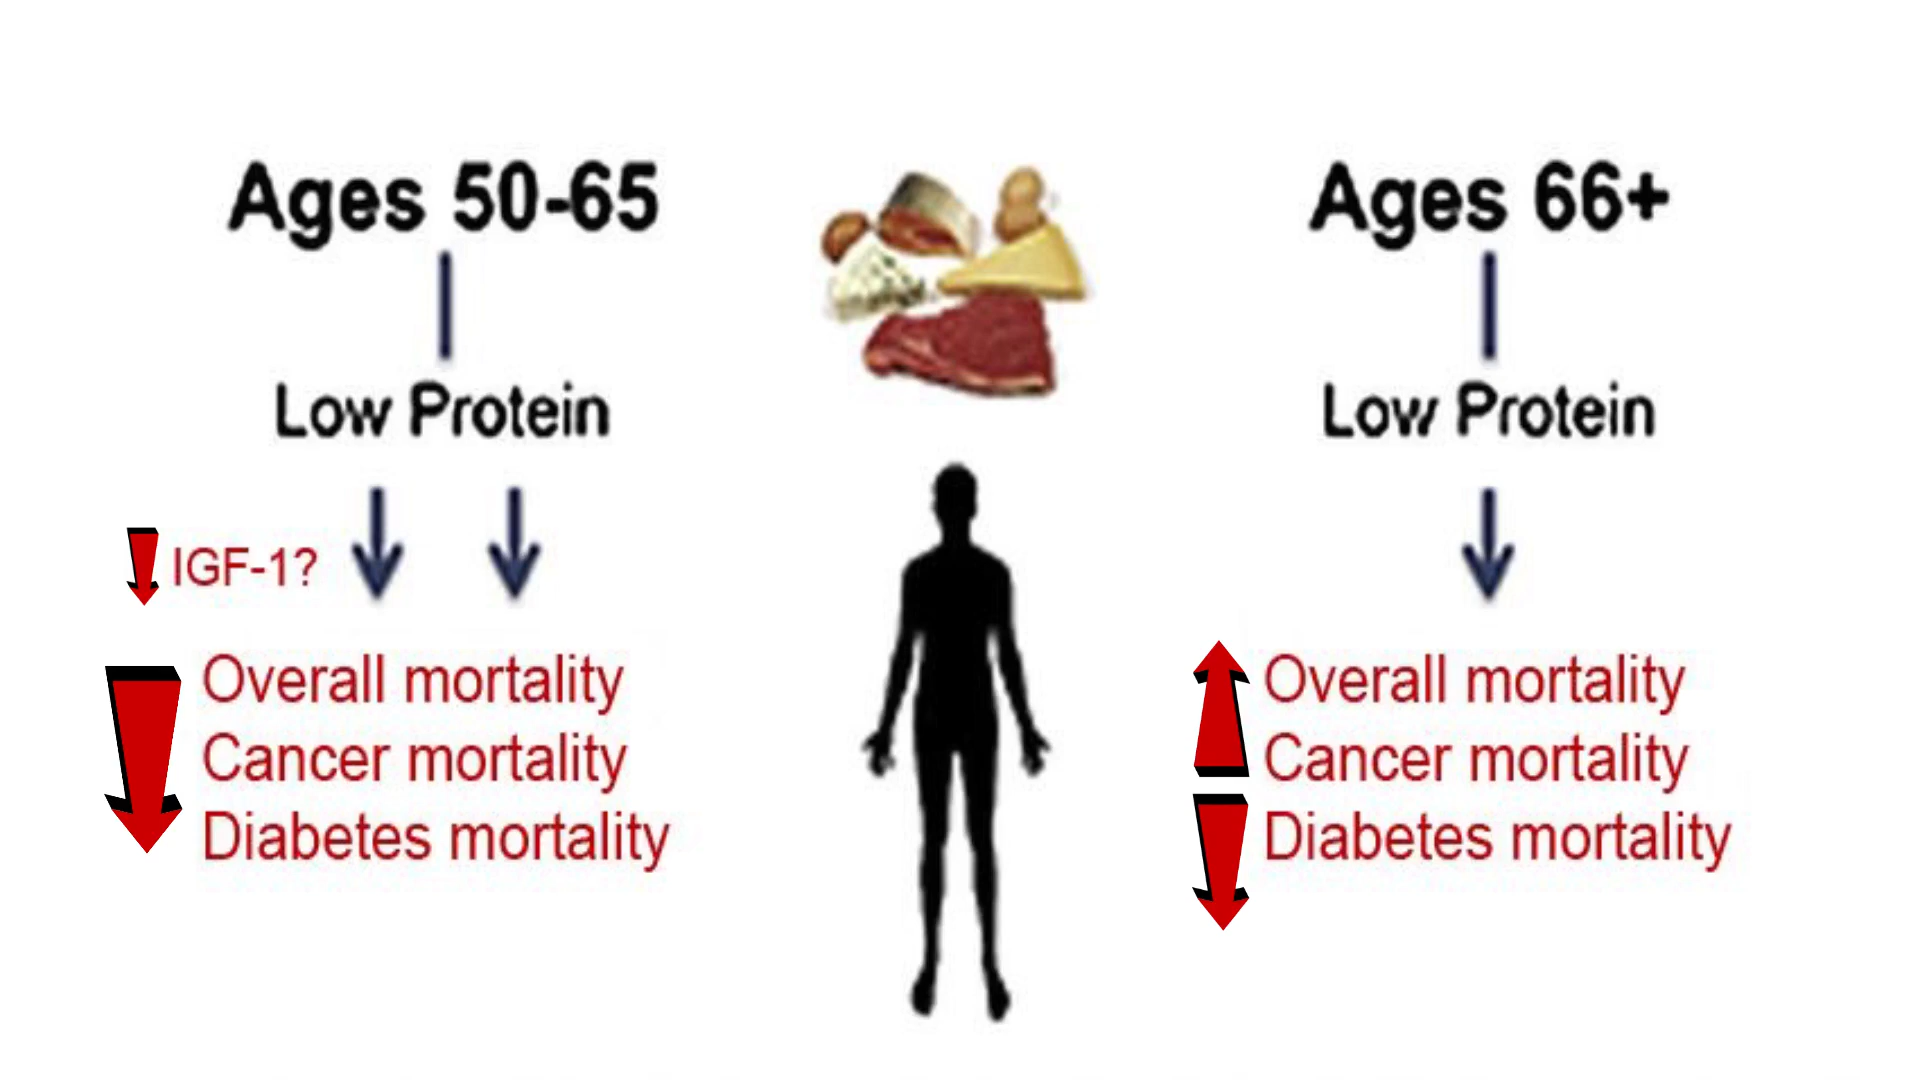 Ages 50-65
Low Protein
IGF-1?
Overall mortality
Cancer mortality
Diabetes mortality
Ages 66+
Low Protein
Overall mortality
Cancer mortality
Diabetes mortality